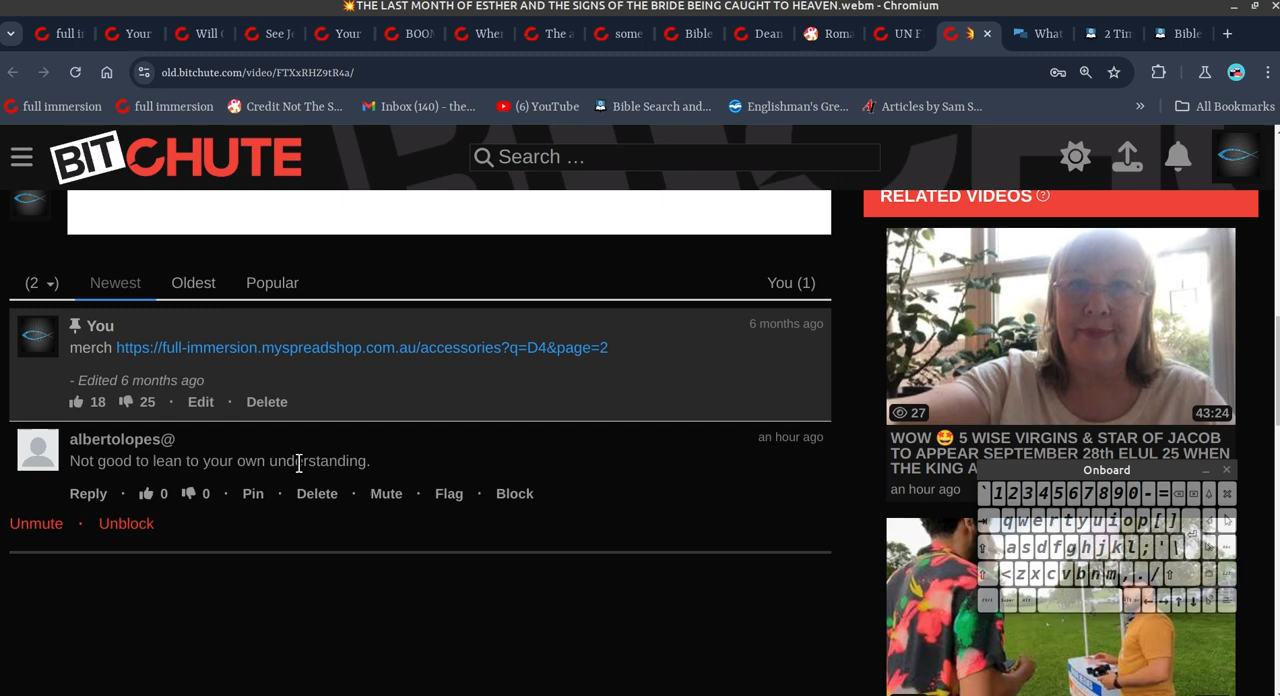 💥THE LAST MONTH OF ESTHER AND THE SIGNS OF THE BRIDE BEING CAUGHT TO HEAVEN.webm - Chromium
full i
Your
Will
See J
Your
BOO
Whe
The a
some
Bible
Dean
Roma
UN F
💥
What
2 Tim
Bible
old.bitchute.com/video/FTXxRHZ9tR4a/
full immersion
full immersion
Credit Not The S...
Inbox (140) - the...
(6) YouTube
Bible Search and...
Englishman's Gre...
Articles by Sam S...
»
All Bookmarks
BITCHUTE
Search ...
RELATED VIDEOS
(2
Newest
Oldest
Popular
You (1)
You
6 months ago
merch https://full-immersion.myspreadshop.com.au/accessories?q=D4&page=2
- Edited 6 months ago
18 25 · Edit · Delete
albertolopes@
an hour ago
Not good to lean to your own understanding.
Reply · 0 0 · Pin · Delete · Mute · Flag · Block
Unmute · Unblock
27
43:24
WOW 🤩 5 WISE VIRGINS & STAR OF JACOB
TO APPEAR SEPTEMBER 28th ELUL 25 WHEN
THE KING A
an hour ago
Onboard
` 1 2 3 4 5 6 7 8 9 0 - =
q w e r t y u i o p [ ]
a s d f g h j k l ; ' \
< z x c v b n m , . /